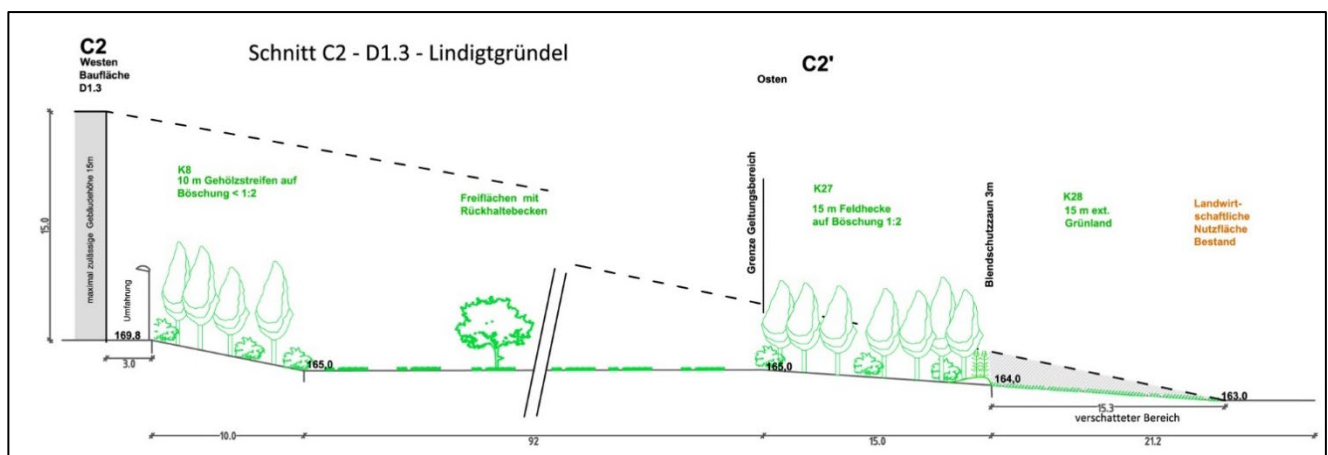 C2
Westen
Baufläche
D1.3
Schnitt C2 - D1.3 - Lindigtgründel
Osten
C2'
15.0
maximal zulässige Gebäudehöhe 15m
Umfahrung
K8
10 m Gehölzstreifen auf
Böschung < 1:2
Freiflächen mit
Rückhaltebecken
Grenze Geltungsbereich
K27
15 m Feldhecke
auf Böschung 1:2
Blendschutzzaun 3m
K28
15 m ext.
Grünland
Landwirt-
schaftliche
Nutzfläche
Bestand
169.8
165,0
165,0
164,0
163.0
3.0
15.3
verschatteter Bereich
10.0
92
15.0
21.2